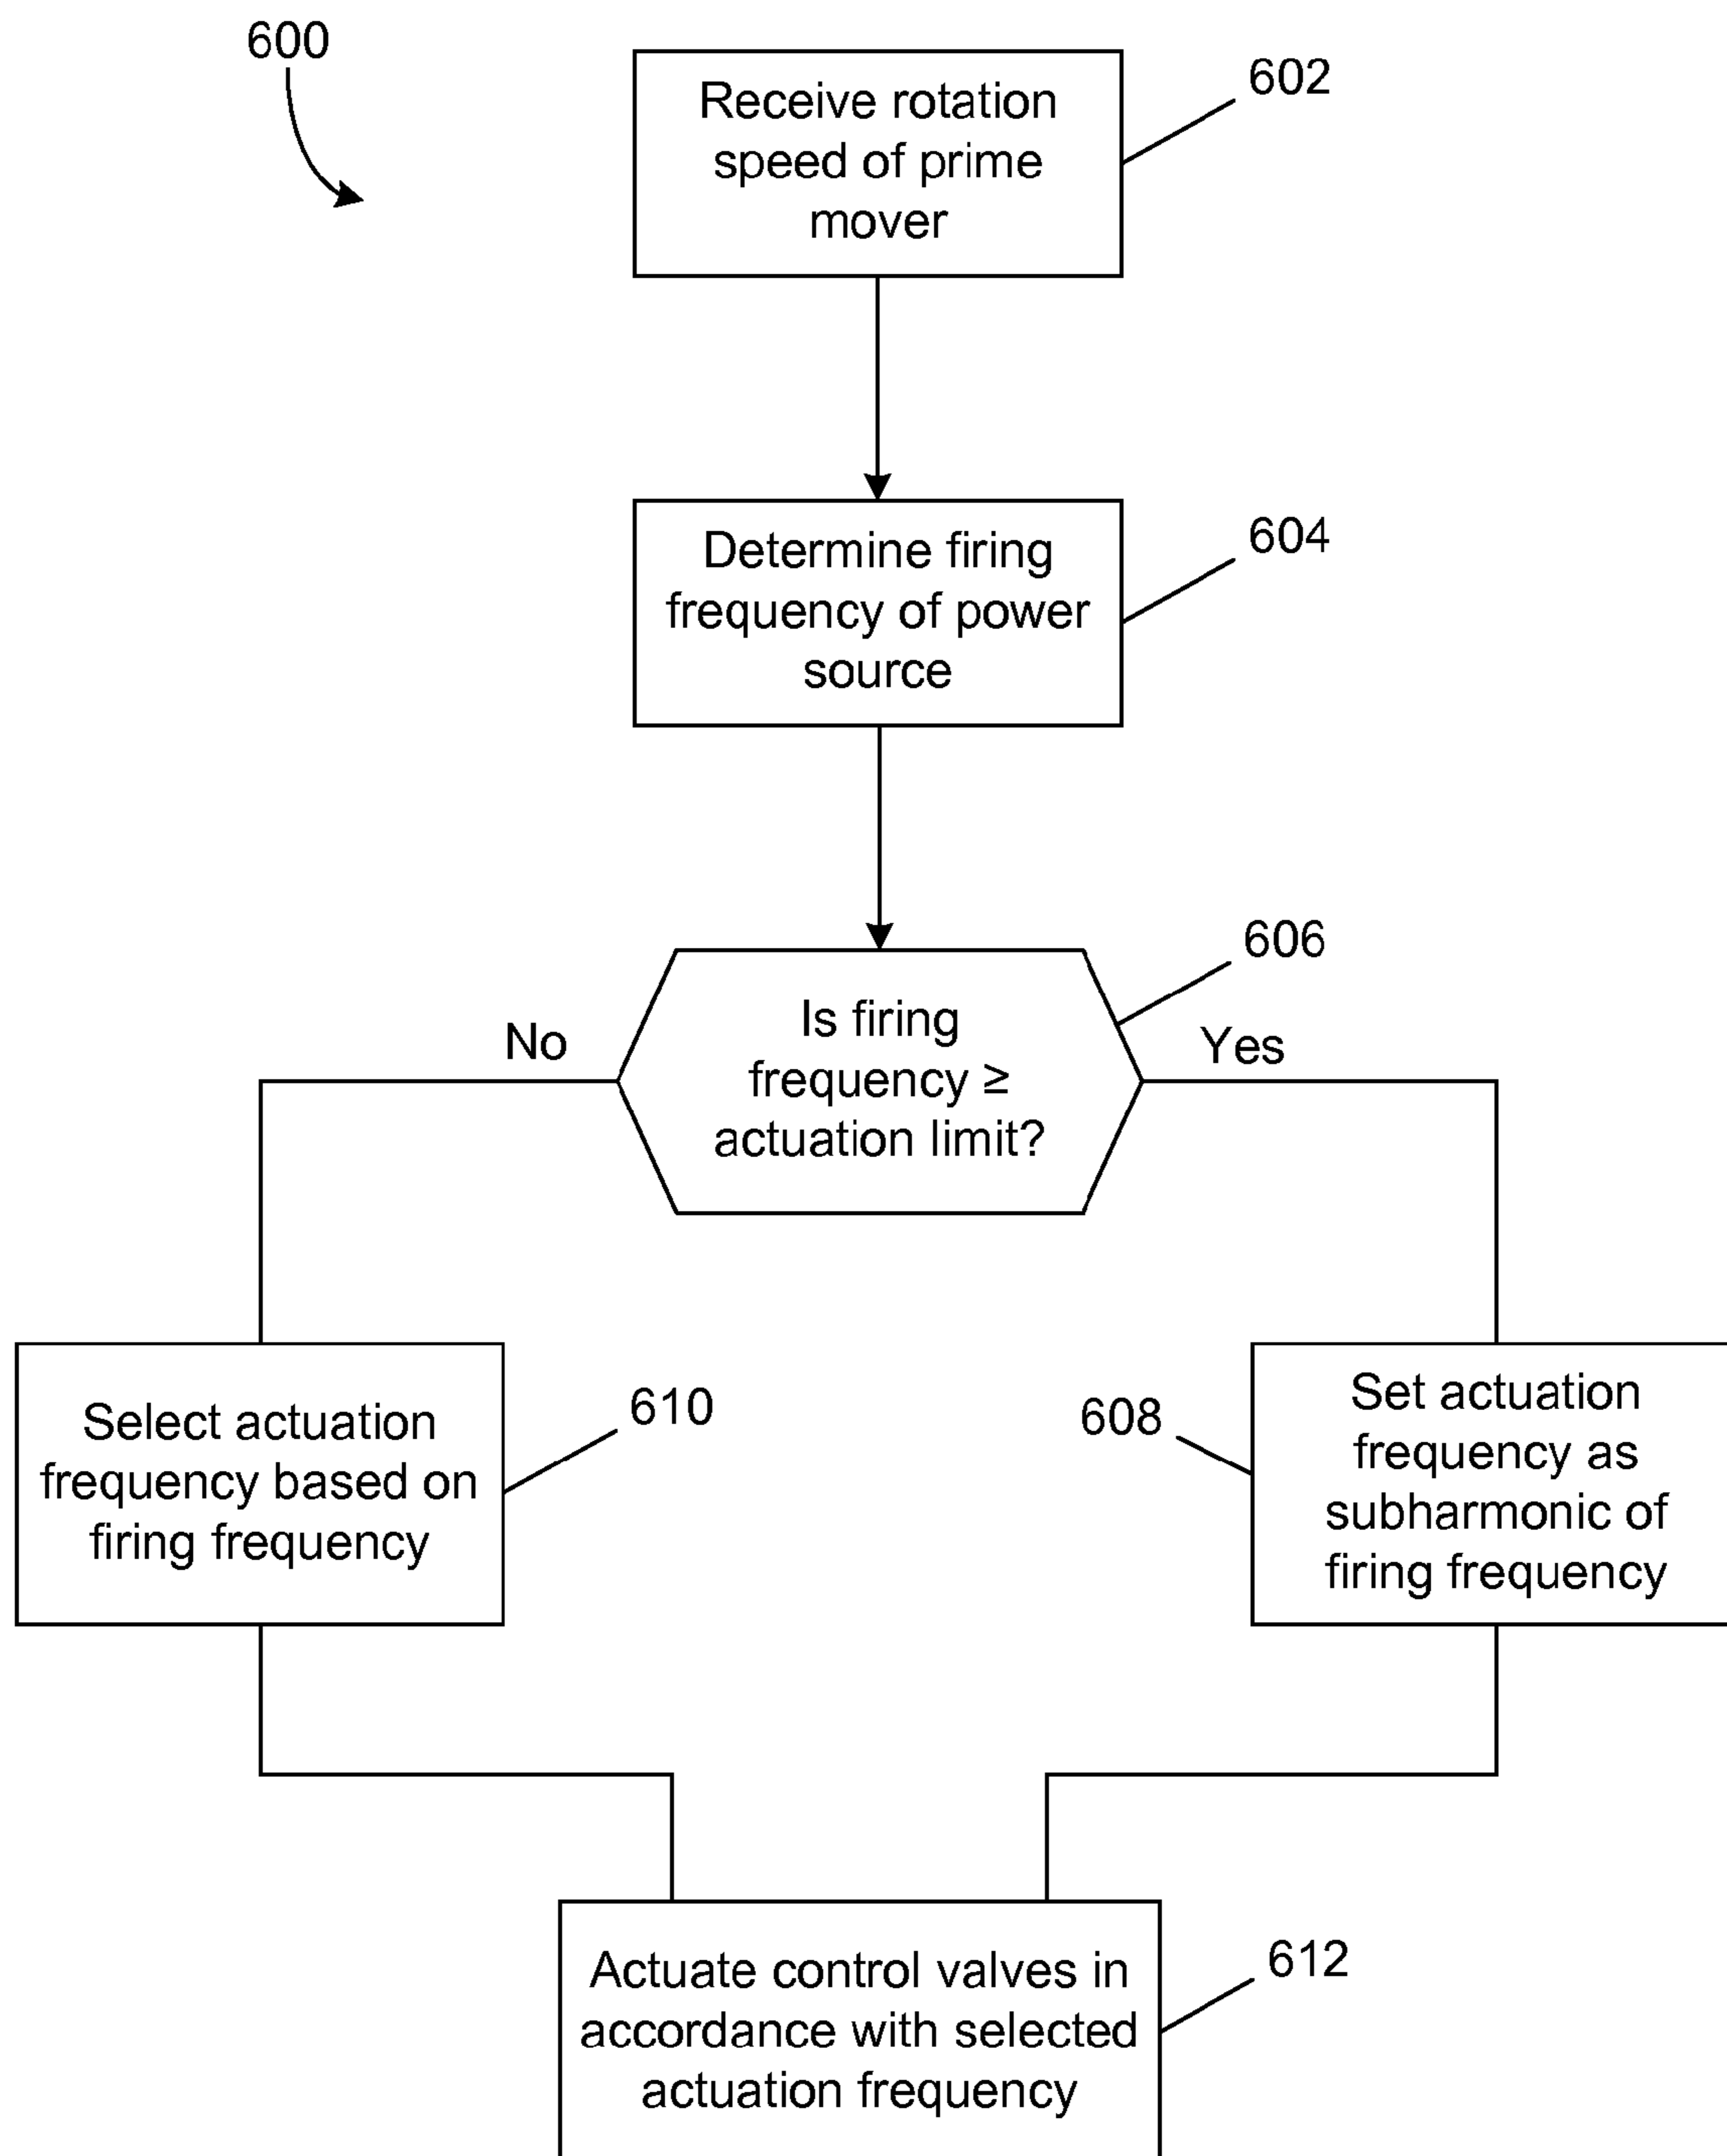 600
Receive rotation
speed of prime
mover
602
Determine firing
frequency of power
source
604
606
Is firing
frequency ≥
actuation limit?
No
Yes
Select actuation
frequency based on
firing frequency
610
608
Set actuation
frequency as
subharmonic of
firing frequency
Actuate control valves in
accordance with selected
actuation frequency
612